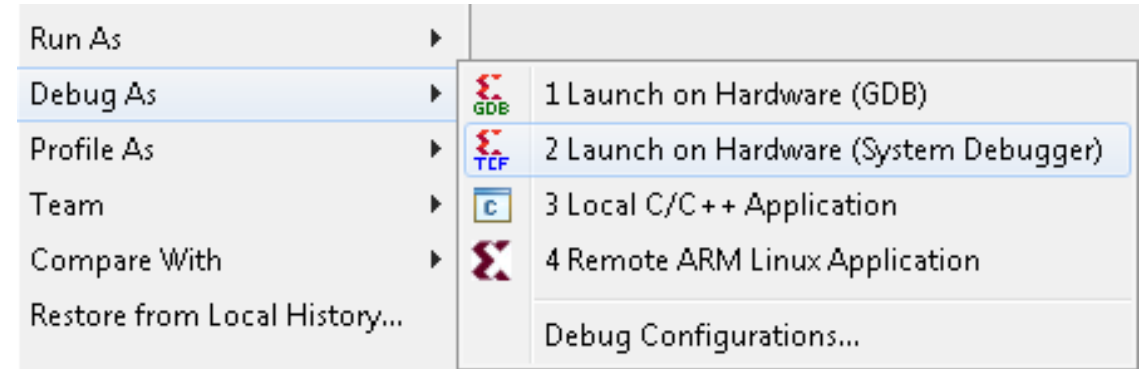 Run As
Debug As
Profile As
Team
Compare With
Restore from Local History...
GDB 1 Launch on Hardware (GDB)
TCF 2 Launch on Hardware (System Debugger)
C 3 Local C/C++ Application
4 Remote ARM Linux Application
Debug Configurations...